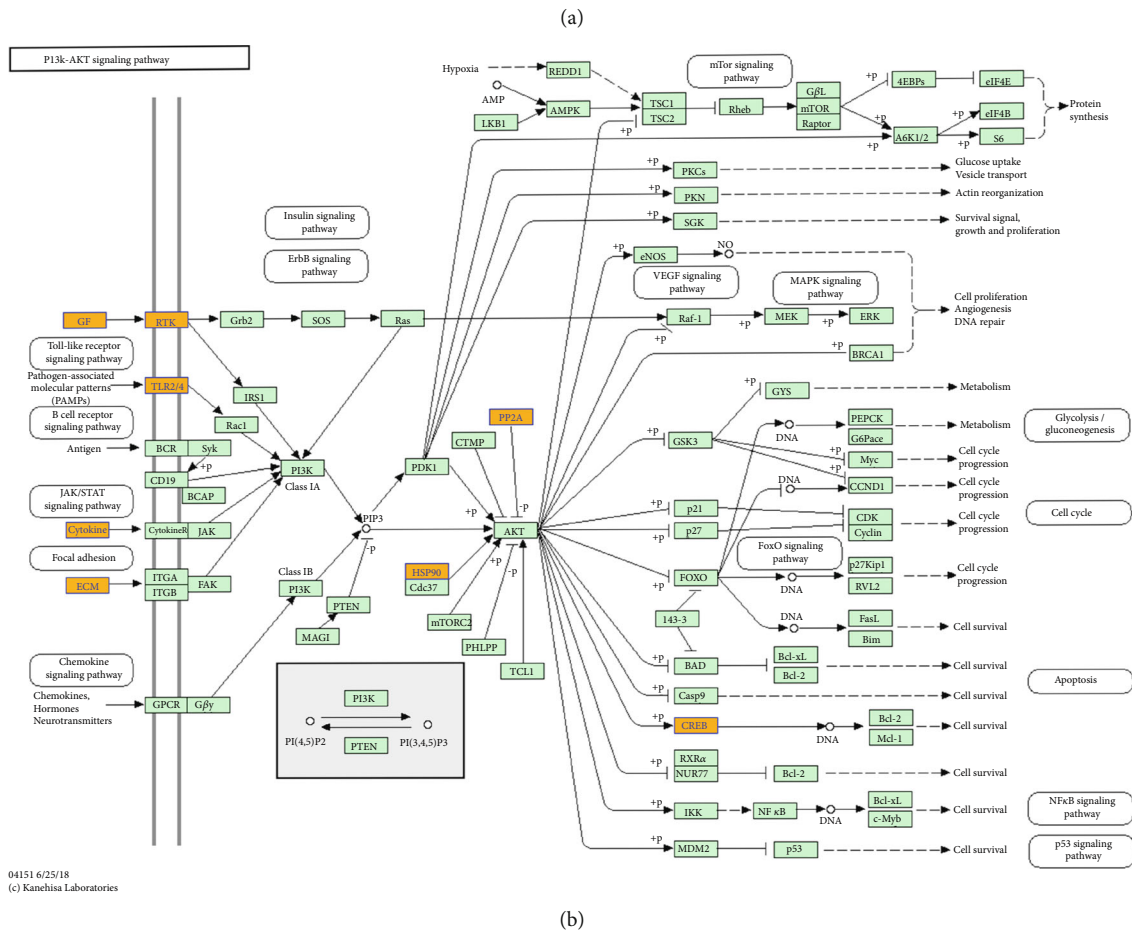 (a)
P13k-AKT signaling pathway
Hypoxia
REDD1
mTor signaling
pathway
AMP
LKB1
AMPK
TSC1
TSC2
+p
Rheb
GβL
mTOR
Raptor
+p
4EBPs
eIF4E
+p
+p
A6K1/2
+p
eIF4B
+p
S6
Protein
synthesis
+p
PKCs
Glucose uptake
Vesicle transport
+p
PKN
Actin reorganization
+p
SGK
Survival signal,
growth and proliferation
Insulin signaling
pathway
ErbB signaling
pathway
+p
eNOS
NO
VEGF signaling
pathway
MAPK signaling
pathway
Cell proliferation
Angiogenesis
DNA repair
GF
RTK
Grb2
SOS
Ras
Raf-1
+p
+p
MEK
+p
ERK
+p
BRCA1
Toll-like receptor
signaling pathway
Pathogen-associated
molecular patterns
(PAMPs)
TLR2/4
IRS1
Rac1
B cell receptor
signaling pathway
Antigen
BCR
Syk
+p
CD19
BCAP
PI3K
Class IA
PDK1
CTMP
PP2A
+p
-p
+p
GSK3
+p
GYS
Metabolism
DNA
PEPCK
G6Pace
Metabolism
Glycolysis /
gluconeogenesis
+p
Myc
Cell cycle
progression
+p
DNA
CCND1
Cell cycle
progression
JAK/STAT
signaling pathway
Cytokine
CytokineR
JAK
PIP3
-p
AKT
+p
p21
+p
p27
CDK
Cyclin
Cell cycle
progression
Cell cycle
Focal adhesion
ECM
ITGA
ITGB
FAK
Class IB
PI3K
PTEN
MAGI
HSP90
Cdc37
+p
-p
mTORC2
PHLPP
TCL1
FoxO signaling
pathway
+p
FOXO
DNA
p27Kip1
RVL2
Cell cycle
progression
143-3
DNA
FasL
Bim
Cell survival
+p
BAD
Bcl-xL
Bcl-2
Cell survival
Apoptosis
+p
Casp9
Cell survival
Chemokine
signaling pathway
Chemokines,
Hormones
Neurotransmitters
GPCR
Gβγ
PI3K
PI(4,5)P2
PI(3,4,5)P3
PTEN
+p
CREB
DNA
Bcl-2
Mcl-1
Cell survival
+p
RXRα
NUR77
Bcl-2
Cell survival
+p
IKK
NF κB
DNA
Bcl-xL
c-Myb
Cell survival
NFκB signaling
pathway
+p
MDM2
p53
Cell survival
p53 signaling
pathway
04151 6/25/18
(c) Kanehisa Laboratories
(b)